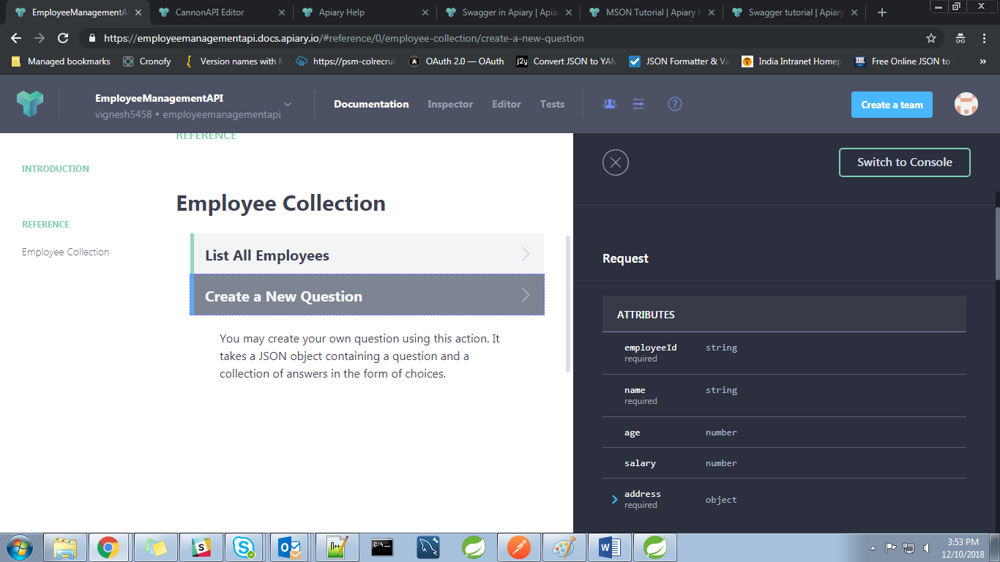 EmployeeManagementA
CannonAPI Editor
Apiary Help
Swagger in Apiary | Apiar
MSON Tutorial | Apiary H
Swagger tutorial | Apiary
https://employeemanagementapi.docs.apiary.io/#reference/0/employee-collection/create-a-new-question
Managed bookmarks
Cronofy
Version names with M
https://psm-colrecrui
OAuth 2.0 — OAuth
J2y
Convert JSON to YAM
JSON Formatter & Va
India Intranet Homep
Free Online JSON to J
»
EmployeeManagementAPI
vignesh5458 • employeemanagementapi
Documentation
Inspector
Editor
Tests
?
Create a team
REFERENCE
INTRODUCTION
REFERENCE
Employee Collection
Employee Collection
List All Employees
Create a New Question
You may create your own question using this action. It
takes a JSON object containing a question and a
collection of answers in the form of choices.
Switch to Console
Request
ATTRIBUTES
employeeId string
required
name string
required
age number
salary number
address object
required
3:53 PM
12/10/2018